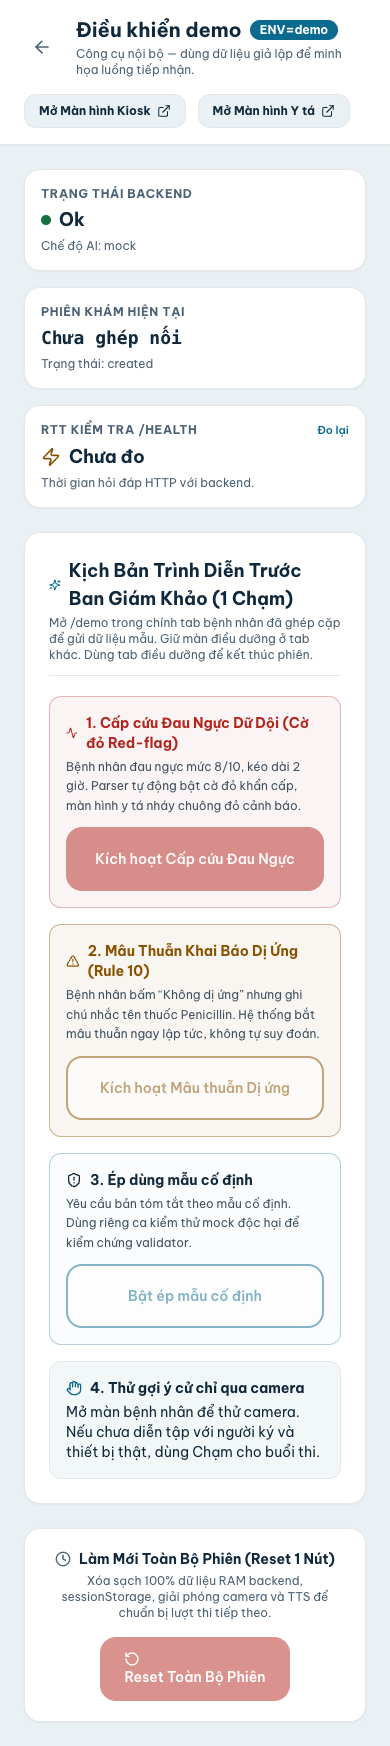 Điều khiển demo ENV=demo
Công cụ nội bộ — dùng dữ liệu giả lập để minh
họa luồng tiếp nhận.
Mở Màn hình Kiosk Mở Màn hình Y tá
TRẠNG THÁI BACKEND
Ok
Chế độ AI: mock
PHIÊN KHÁM HIỆN TẠI
Chưa ghép nối
Trạng thái: created
RTT KIỂM TRA /HEALTH Đo lại
Chưa đo
Thời gian hỏi đáp HTTP với backend.
Kịch Bản Trình Diễn Trước
Ban Giám Khảo (1 Chạm)
Mở /demo trong chính tab bệnh nhân đã ghép cặp
để gửi dữ liệu mẫu. Giữ màn điều dưỡng ở tab
khác. Dùng tab điều dưỡng để kết thúc phiên.
1. Cấp cứu Đau Ngực Dữ Dội (Cờ
đỏ Red-flag)
Bệnh nhân đau ngực mức 8/10, kéo dài 2
giờ. Parser tự động bật cờ đỏ khẩn cấp,
màn hình y tá nháy chuông đỏ cảnh báo.
Kích hoạt Cấp cứu Đau Ngực
2. Mâu Thuẫn Khai Báo Dị Ứng
(Rule 10)
Bệnh nhân bấm “Không dị ứng” nhưng ghi
chú nhắc tên thuốc Penicillin. Hệ thống bắt
mâu thuẫn ngay lập tức, không tự suy đoán.
Kích hoạt Mâu thuẫn Dị ứng
3. Ép dùng mẫu cố định
Yêu cầu bản tóm tắt theo mẫu cố định.
Dùng riêng ca kiểm thử mock độc hại để
kiểm chứng validator.
Bật ép mẫu cố định
4. Thử gợi ý cử chỉ qua camera
Mở màn bệnh nhân để thử camera.
Nếu chưa diễn tập với người ký và
thiết bị thật, dùng Chạm cho buổi thi.
Làm Mới Toàn Bộ Phiên (Reset 1 Nút)
Xóa sạch 100% dữ liệu RAM backend,
sessionStorage, giải phóng camera và TTS để
chuẩn bị lượt thi tiếp theo.
Reset Toàn Bộ Phiên